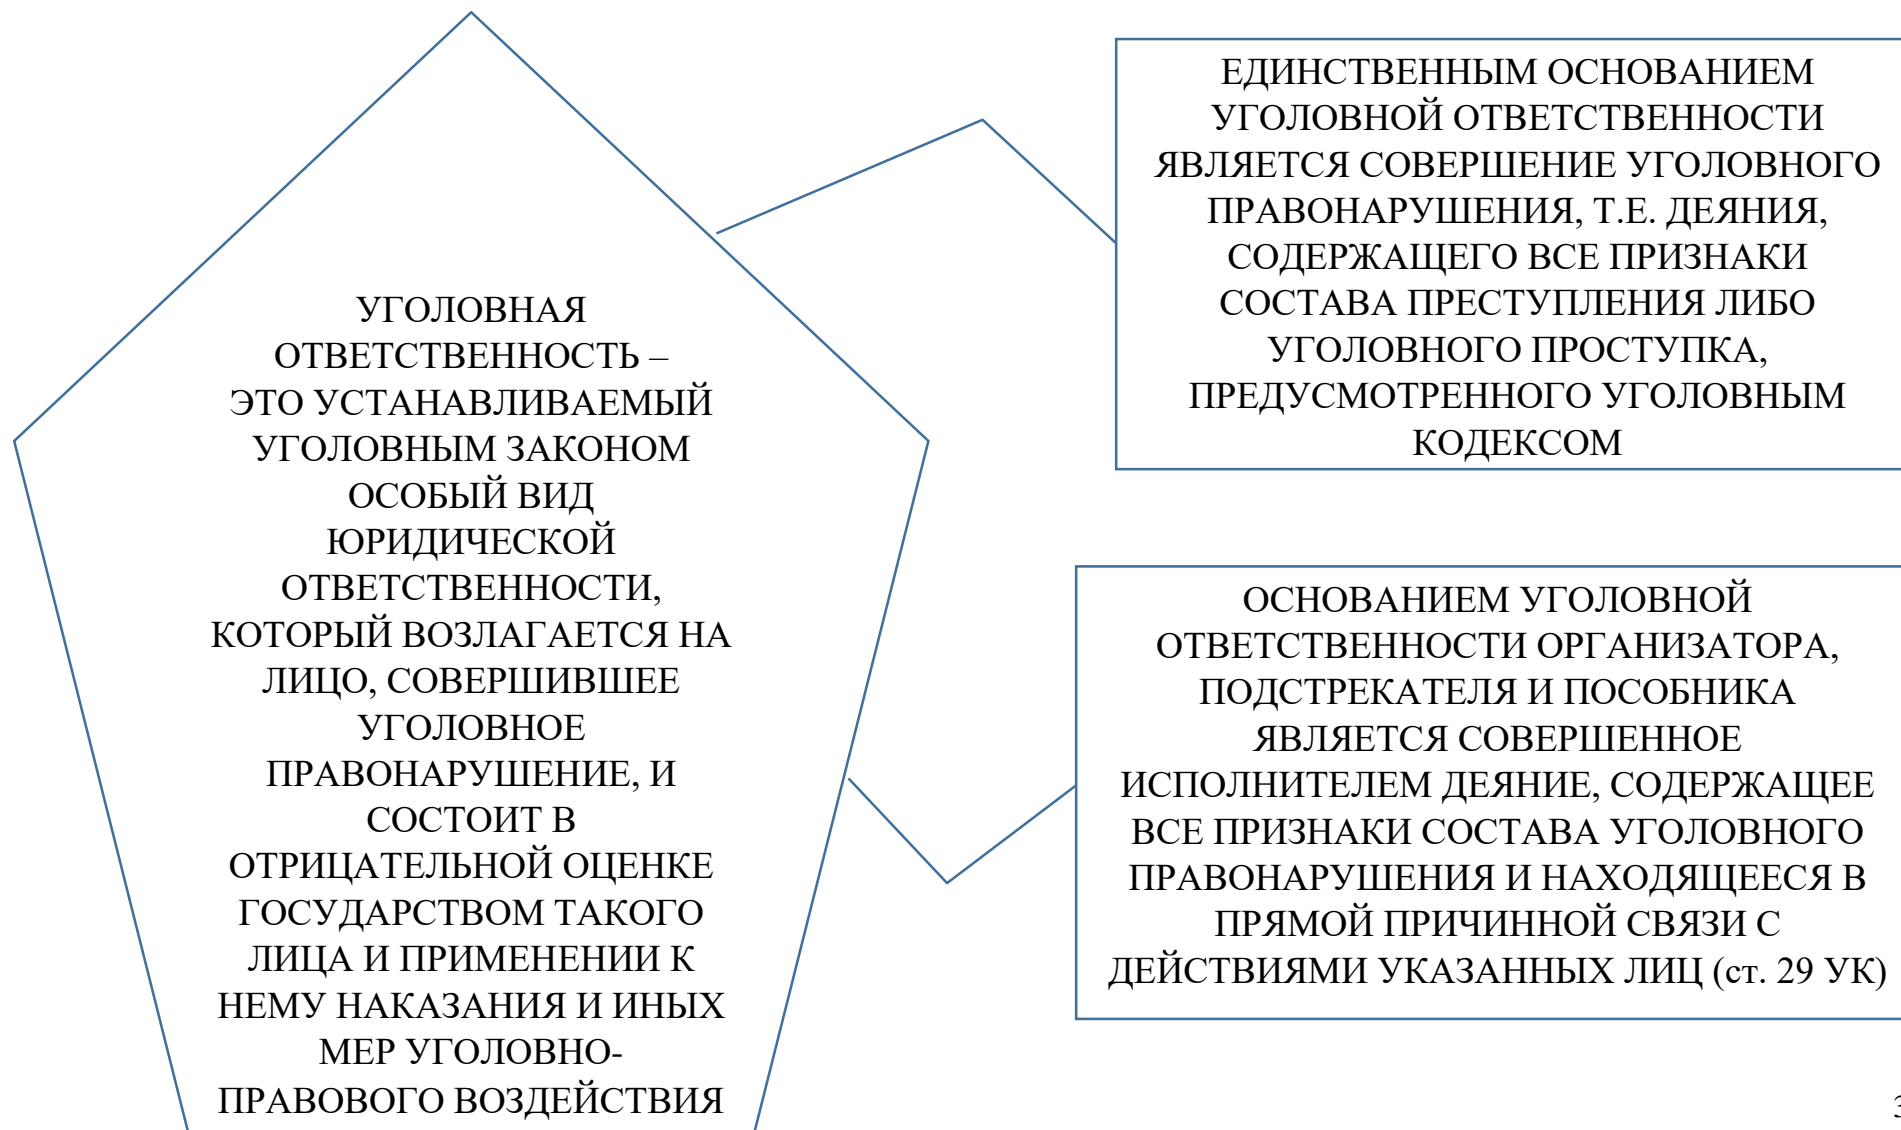 УГОЛОВНАЯ
ОТВЕТСТВЕННОСТЬ –
ЭТО УСТАНАВЛИВАЕМЫЙ
УГОЛОВНЫМ ЗАКОНОМ
ОСОБЫЙ ВИД
ЮРИДИЧЕСКОЙ
ОТВЕТСТВЕННОСТИ,
КОТОРЫЙ ВОЗЛАГАЕТСЯ НА
ЛИЦО, СОВЕРШИВШЕЕ
УГОЛОВНОЕ
ПРАВОНАРУШЕНИЕ, И
СОСТОИТ В
ОТРИЦАТЕЛЬНОЙ ОЦЕНКЕ
ГОСУДАРСТВОМ ТАКОГО
ЛИЦА И ПРИМЕНЕНИИ К
НЕМУ НАКАЗАНИЯ И ИНЫХ
МЕР УГОЛОВНО-
ПРАВОВОГО ВОЗДЕЙСТВИЯ
ЕДИНСТВЕННЫМ ОСНОВАНИЕМ
УГОЛОВНОЙ ОТВЕТСТВЕННОСТИ
ЯВЛЯЕТСЯ СОВЕРШЕНИЕ УГОЛОВНОГО
ПРАВОНАРУШЕНИЯ, Т.Е. ДЕЯНИЯ,
СОДЕРЖАЩЕГО ВСЕ ПРИЗНАКИ
СОСТАВА ПРЕСТУПЛЕНИЯ ЛИБО
УГОЛОВНОГО ПРОСТУПКА,
ПРЕДУСМОТРЕННОГО УГОЛОВНЫМ
КОДЕКСОМ
ОСНОВАНИЕМ УГОЛОВНОЙ
ОТВЕТСТВЕННОСТИ ОРГАНИЗАТОРА,
ПОДСТРЕКАТЕЛЯ И ПОСОБНИКА
ЯВЛЯЕТСЯ СОВЕРШЕННОЕ
ИСПОЛНИТЕЛЕМ ДЕЯНИЕ, СОДЕРЖАЩЕЕ
ВСЕ ПРИЗНАКИ СОСТАВА УГОЛОВНОГО
ПРАВОНАРУШЕНИЯ И НАХОДЯЩЕЕСЯ В
ПРЯМОЙ ПРИЧИННОЙ СВЯЗИ С
ДЕЙСТВИЯМИ УКАЗАННЫХ ЛИЦ (ст. 29 УК)